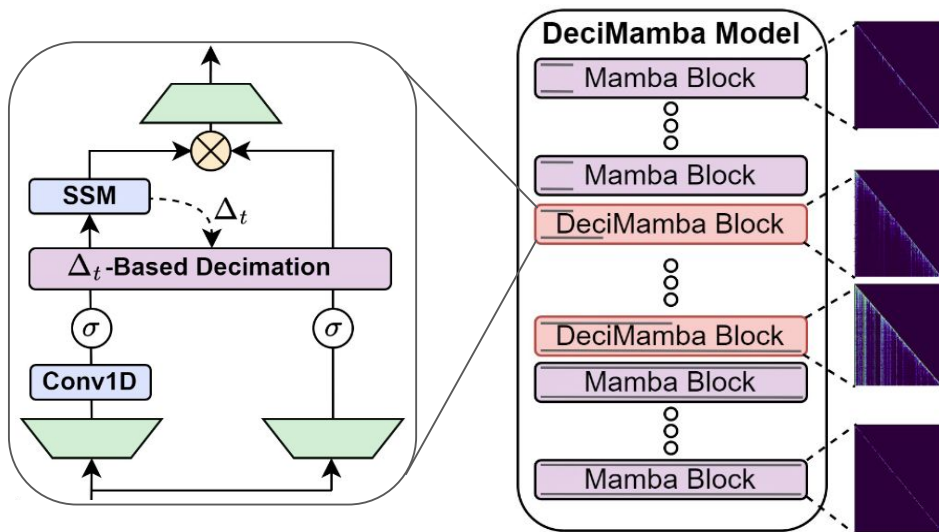 SSM
Δt
Δt-Based Decimation
σ
σ
Conv1D
DeciMamba Model
Mamba Block
Mamba Block
DeciMamba Block
DeciMamba Block
Mamba Block
Mamba Block